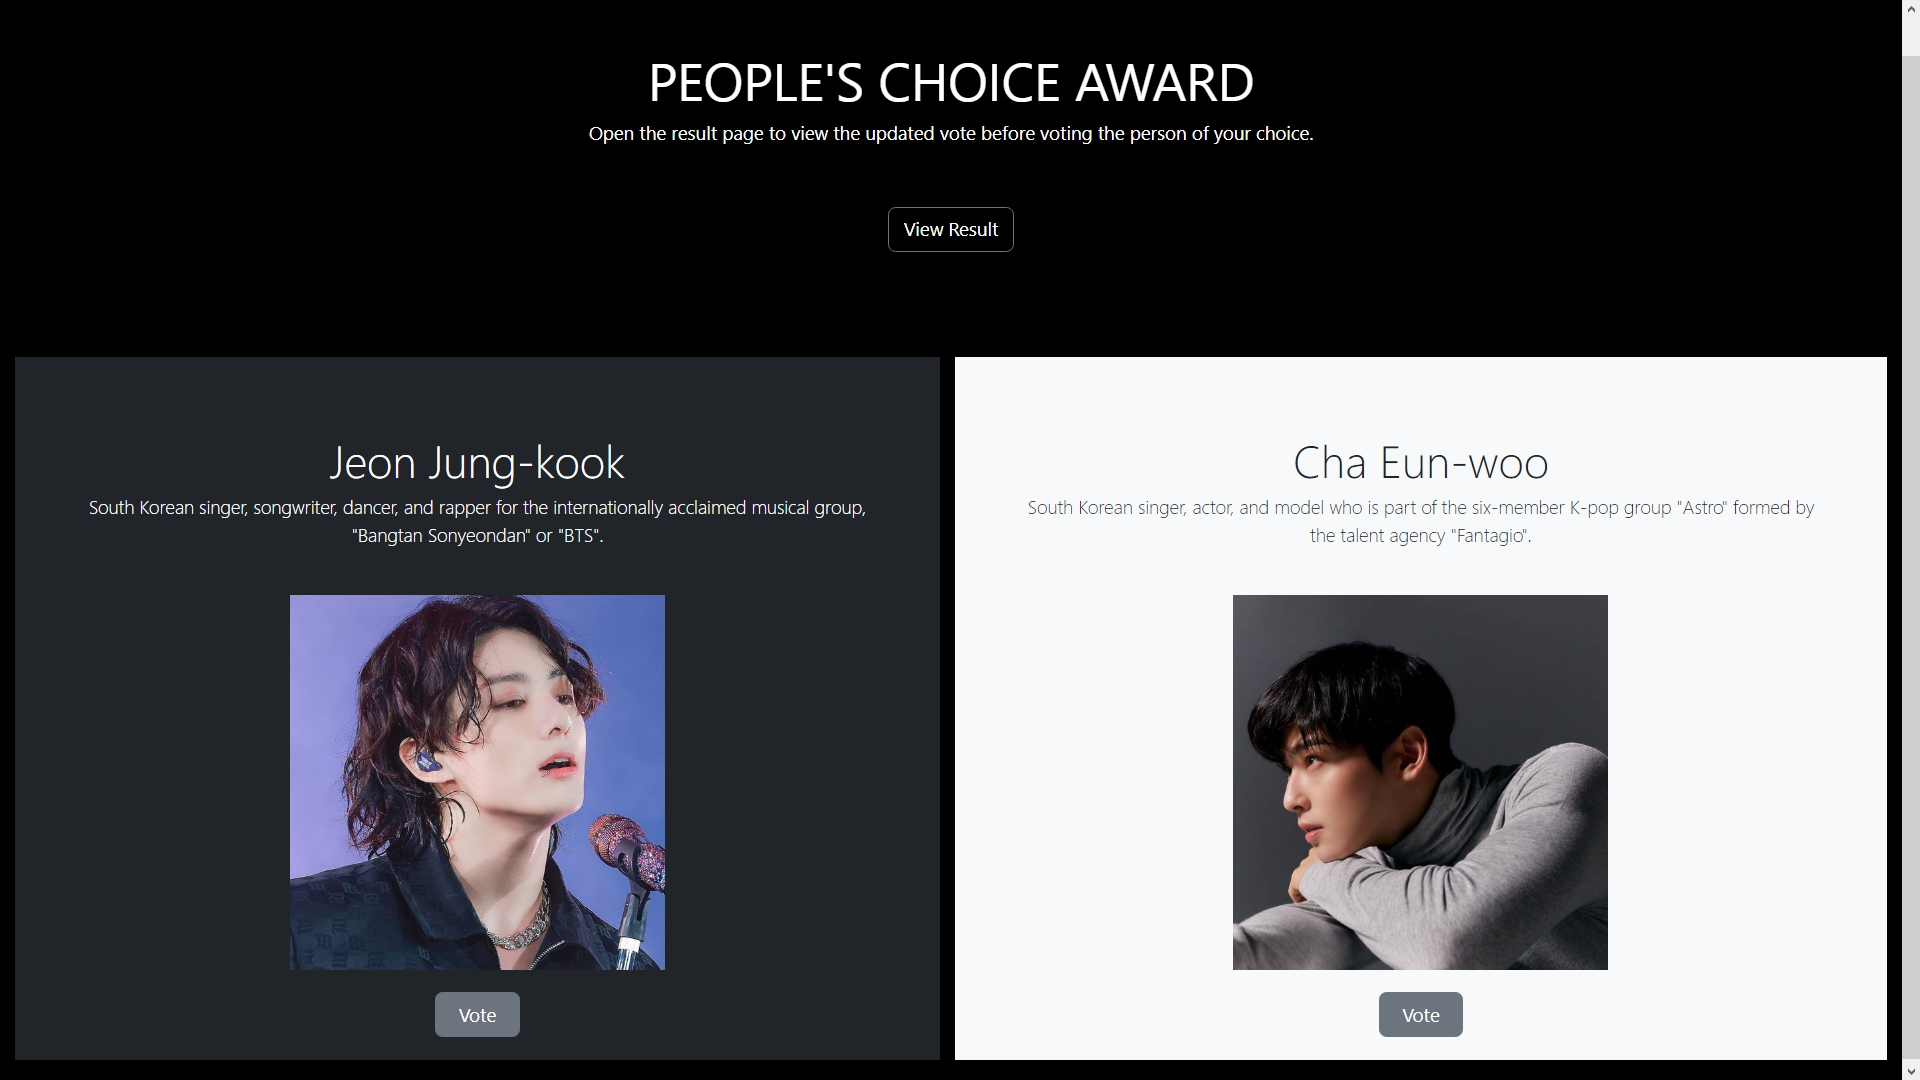 PEOPLE'S CHOICE AWARD
Open the result page to view the updated vote before voting the person of your choice.
View Result
Jeon Jung-kook
South Korean singer, songwriter, dancer, and rapper for the internationally acclaimed musical group,
"Bangtan Sonyeondan" or "BTS".
Vote
Cha Eun-woo
South Korean singer, actor, and model who is part of the six-member K-pop group "Astro" formed by
the talent agency "Fantagio".
Vote